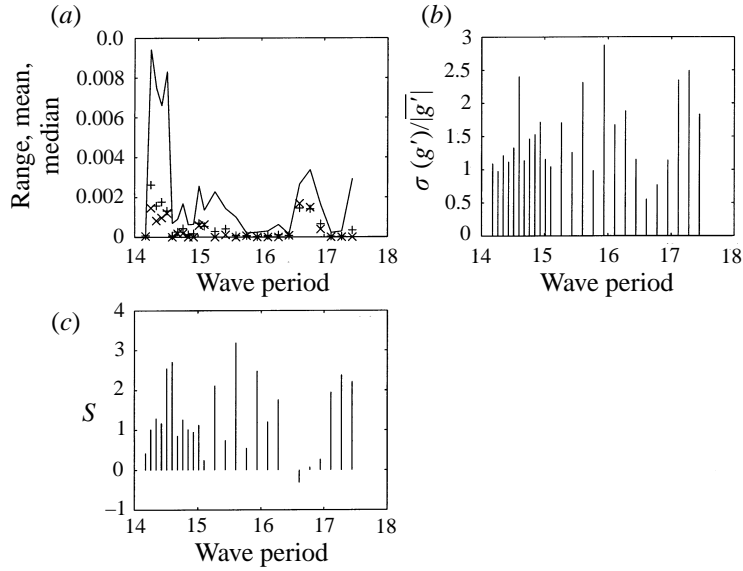 (a)
0.0
0.008
0.006
0.004
0.002
0
Range, mean,
median
14 15 16 17 18
Wave period
(b)
3
2.5
2
1.5
1
0.5
0
σ (g′)/|g′|
14 15 16 17 18
Wave period
(c)
4
3
2
1
0
−1
S
14 15 16 17 18
Wave period